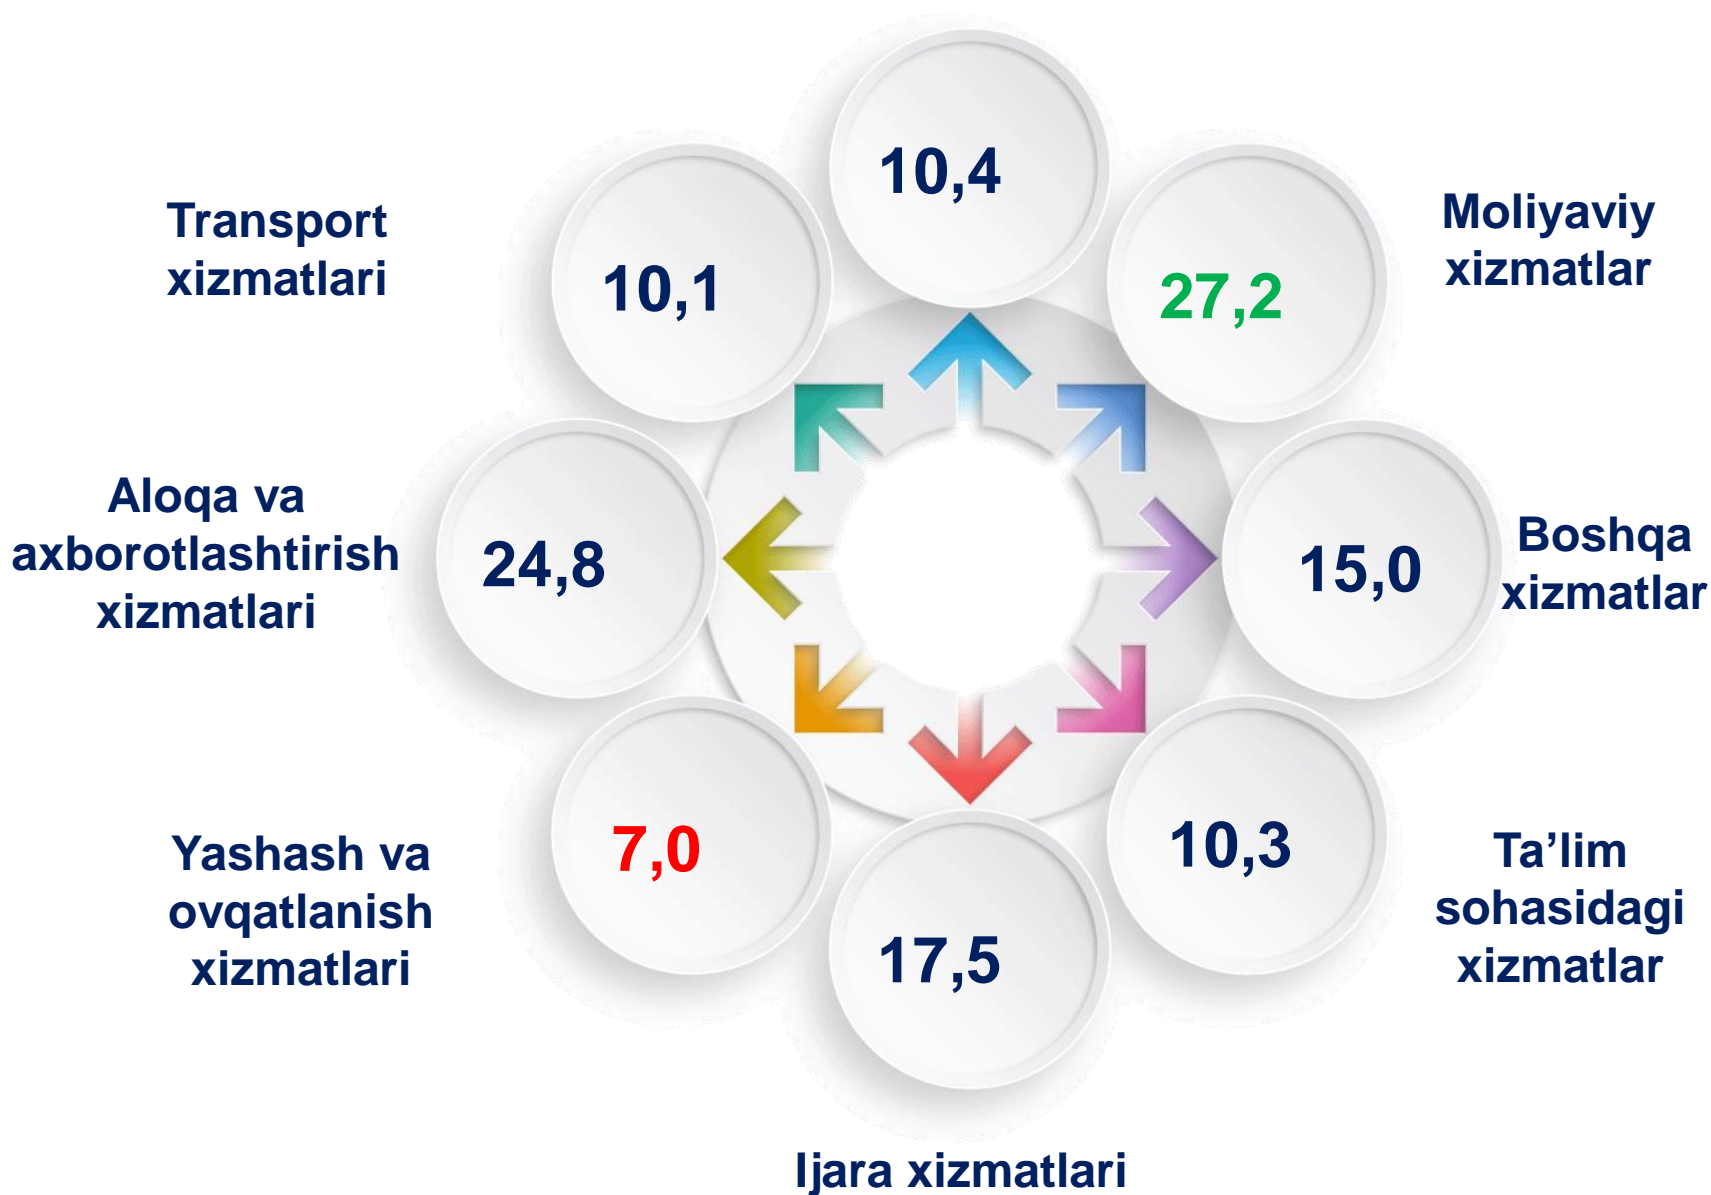 10,4
Transport
xizmatlari
10,1
Moliyaviy
xizmatlar
27,2
Aloqa va
axborotlashtirish
xizmatlari
24,8
15,0
Boshqa
xizmatlar
Yashash va
ovqatlanish
xizmatlari
7,0
10,3
Ta’lim
sohasidagi
xizmatlar
17,5
Ijara xizmatlari